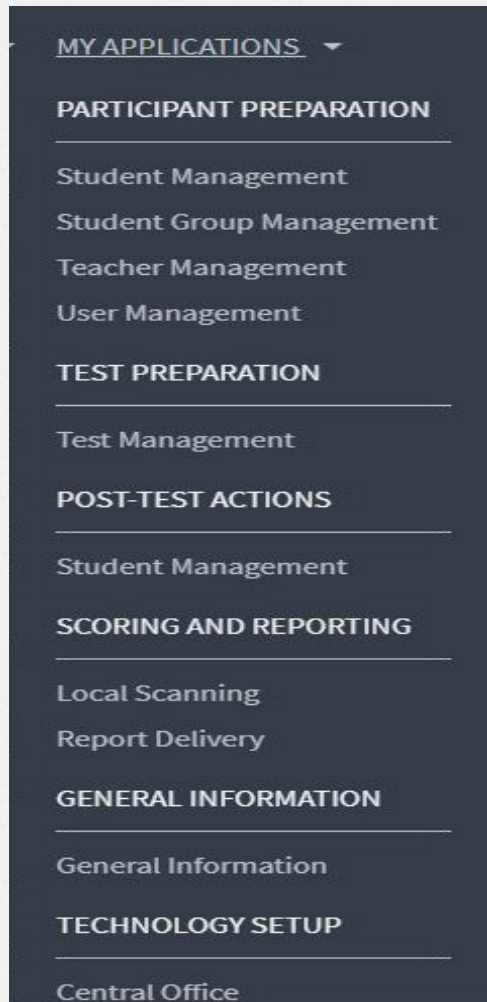 MY APPLICATIONS
PARTICIPANT PREPARATION
Student Management
Student Group Management
Teacher Management
User Management
TEST PREPARATION
Test Management
POST-TEST ACTIONS
Student Management
SCORING AND REPORTING
Local Scanning
Report Delivery
GENERAL INFORMATION
General Information
TECHNOLOGY SETUP
Central Office